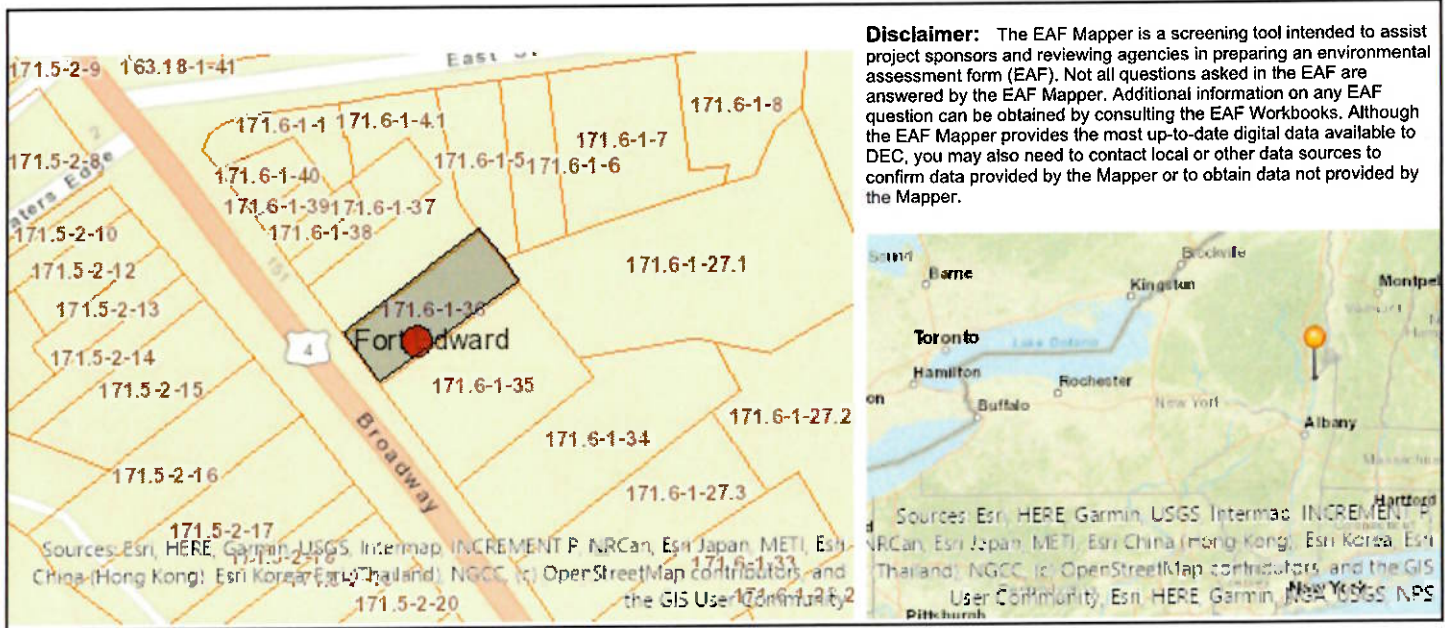 Disclaimer: The EAF Mapper is a screening tool intended to assist
project sponsors and reviewing agencies in preparing an environmental
assessment form (EAF). Not all questions asked in the EAF are
answered by the EAF Mapper. Additional information on any EAF
question can be obtained by consulting the EAF Workbooks. Although
the EAF Mapper provides the most up-to-date digital data available to
DEC, you may also need to contact local or other data sources to
confirm data provided by the Mapper or to obtain data not provided by
the Mapper.
171.5-2-9
163.18-1-41
East St
171.6-1-8
171.6-1-1
171.6-1-4.1
171.6-1-7
171.6-1-5
171.6-1-6
2
171.5-2-8
aters Edge
171.6-1-40
171.6-1-39
171.6-1-37
171.6-1-38
171.5-2-10
171.5-2-12
151
171.6-1-27.1
171.5-2-13
171.6-1-36
Fort Edward
4
171.5-2-14
171.6-1-35
171.5-2-15
171.6-1-27.2
Broadway
171.6-1-34
171.5-2-16
171.6-1-27.3
171.5-2-17
Sources: Esri, HERE, Garmin, USGS, Intermap, INCREMENT P, NRCan, Esri Japan, METI, Esri
China (Hong Kong), Esri Korea, Esri (Thailand), NGCC, (c) OpenStreetMap contributors, and
the GIS User Community
171.5-2-20
Barrie
Brockville
Kingston
Montpel
Vermont
Toronto
Lake Ontario
Hamilton
Rochester
on
Buffalo
New York
Albany
Massachus
Hartford
Sources: Esri, HERE, Garmin, USGS, Intermap, INCREMENT P,
NRCan, Esri Japan, METI, Esri China (Hong Kong), Esri Korea, Esri
Thailand), NGCC, (c) OpenStreetMap contributors, and the GIS
User Community, Esri, HERE, Garmin, NGA, USGS, NPS
New York
Pittsburgh